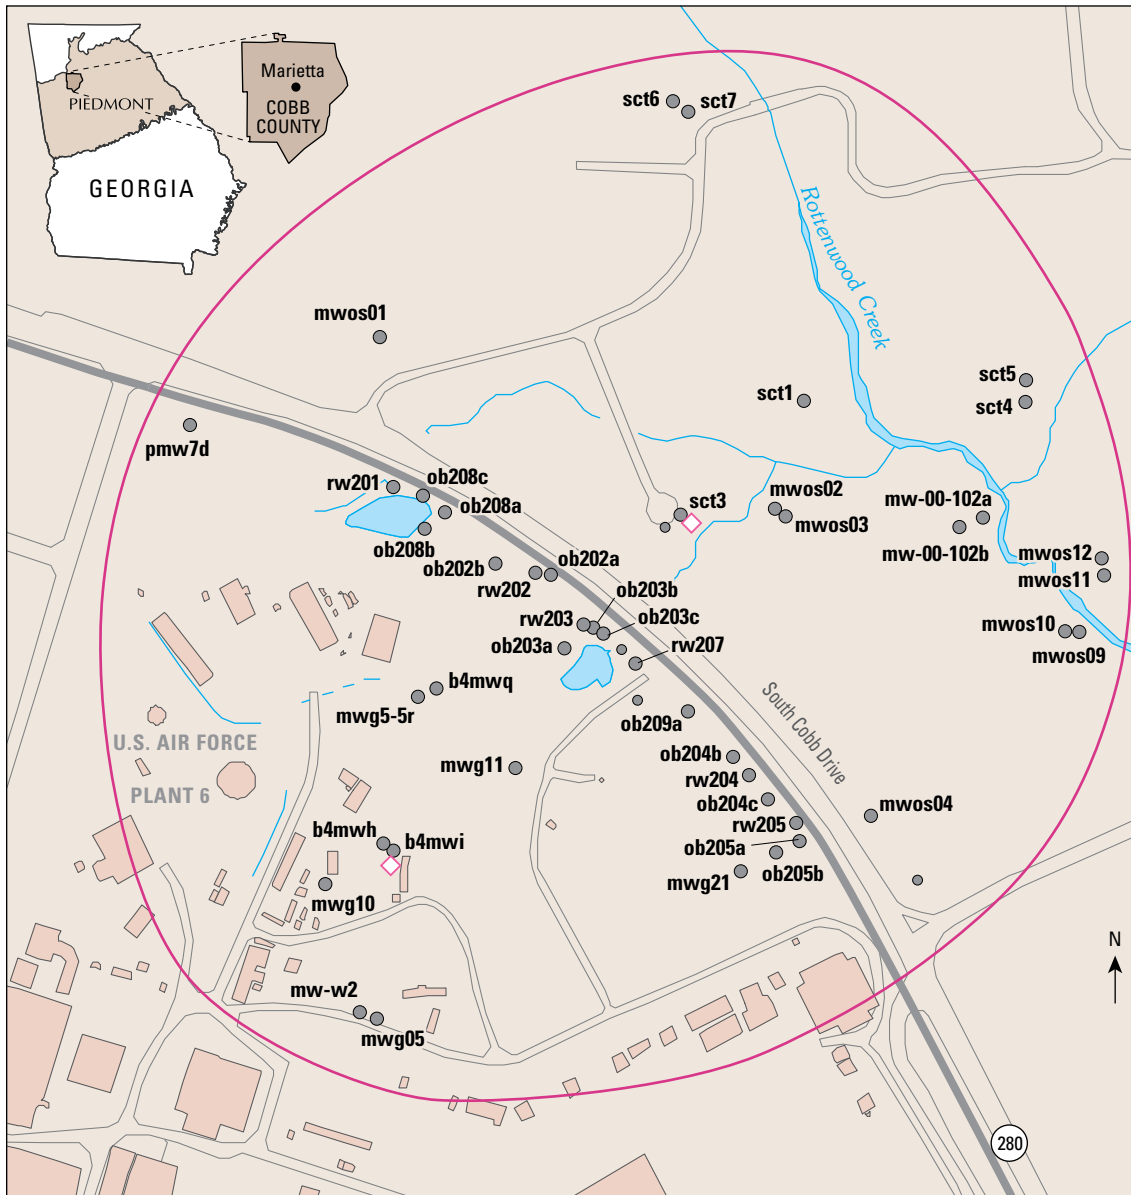 Marietta
COBB
COUNTY
PIEDMONT
GEORGIA
sct6
sct7
Rottenwood Creek
mwos01
sct5
sct1
sct4
pmw7d
rw201
ob208c
ob208a
sct3
mwos02
mwos03
mw-00-102a
ob208b
mw-00-102b
ob202b
ob202a
mwos12
rw202
mwos11
ob203b
rw203
ob203c
mwos10
ob203a
rw207
mwos09
b4mwq
mwg5-5r
South Cobb Drive
ob209a
U.S. AIR FORCE
PLANT 6
ob204b
mwg11
rw204
ob204c
mwos04
rw205
b4mwh
b4mwi
ob205a
ob205b
mwg21
mwg10
N
mw-w2
mwg05
280